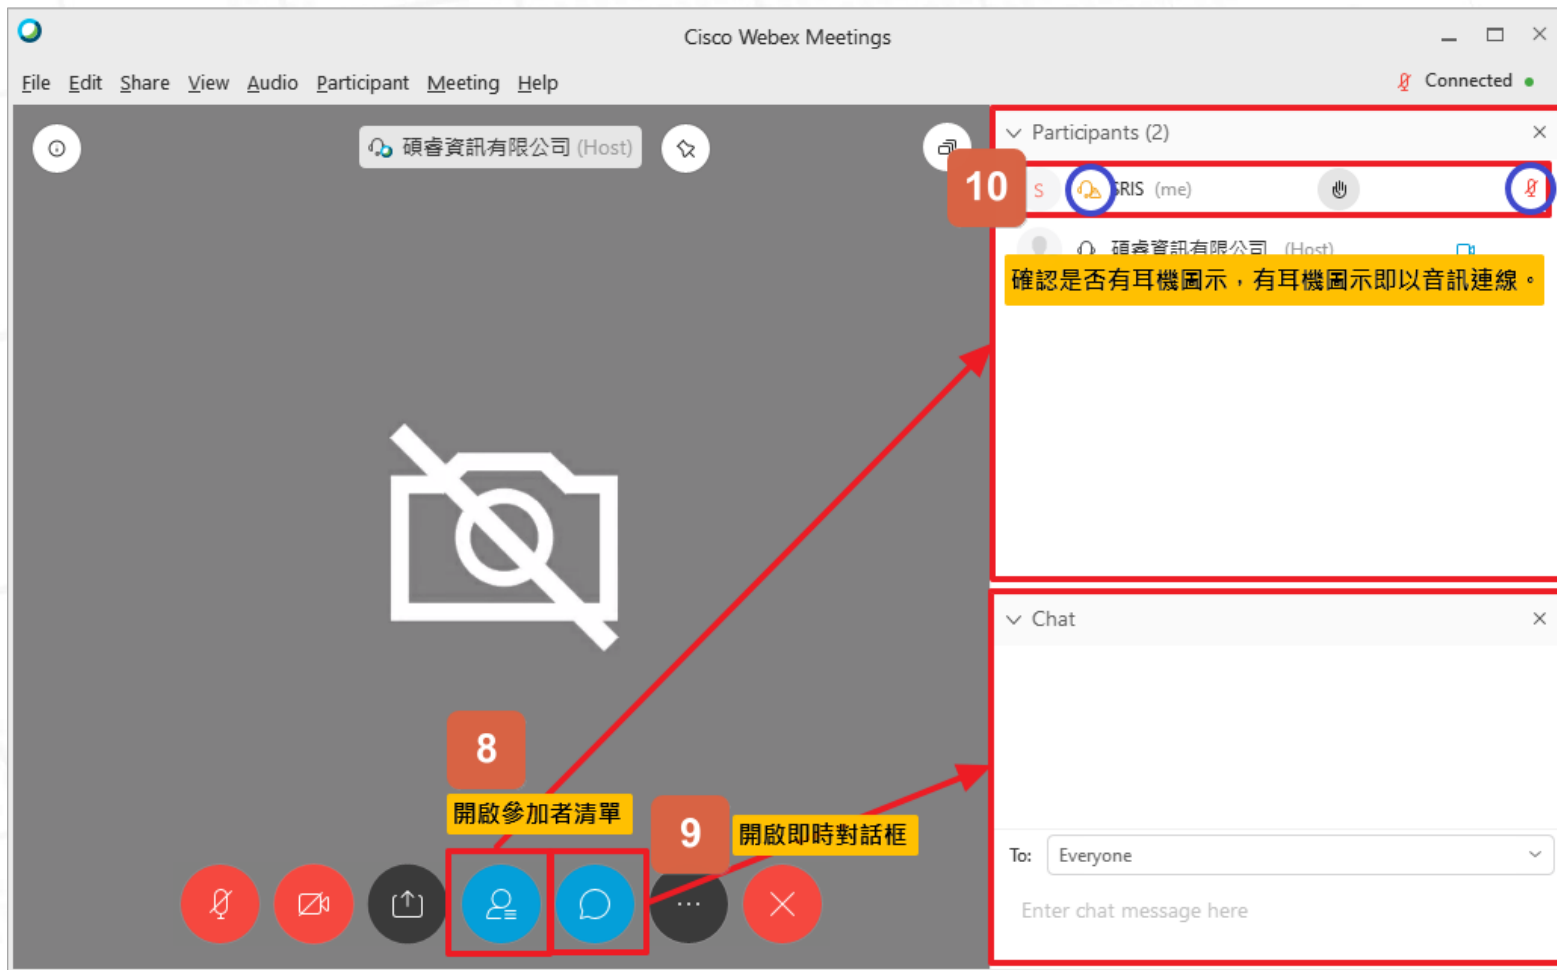 Cisco Webex Meetings
File Edit Share View Audio Participant Meeting Help
Connected
碩睿資訊有限公司 (Host)
Participants (2)
10
S
SRIS (me)
碩睿資訊有限公司 (Host)
確認是否有耳機圖示，有耳機圖示即以音訊連線。
Chat
8
開啟參加者清單
9
開啟即時對話框
To: Everyone
Enter chat message here